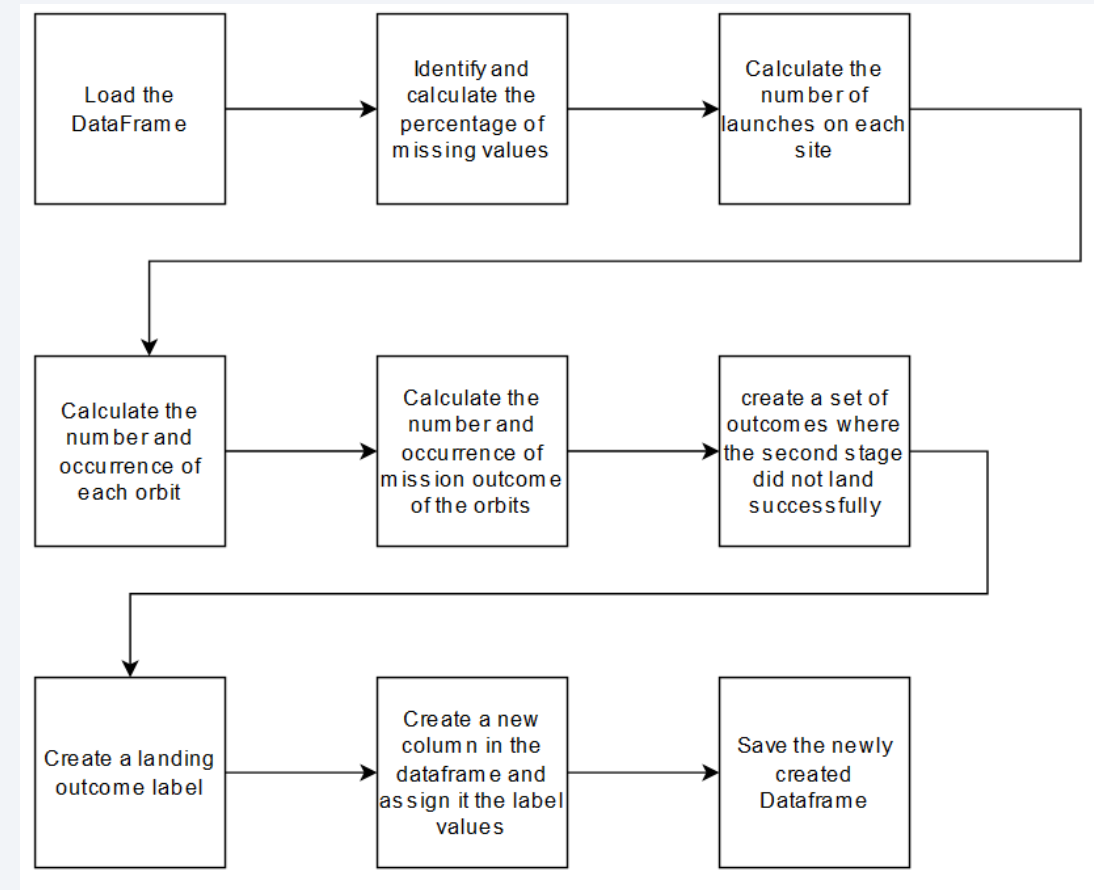 Load the
DataFrame
Identify and
calculate the
percentage of
missing values
Calculate the
number of
launches on each
site
Calculate the
number and
occurrence of
each orbit
Calculate the
number and
occurrence of
mission outcome
of the orbits
create a set of
outcomes where
the second stage
did not land
successfully
Create a landing
outcome label
Create a new
column in the
dataframe and
assign it the label
values
Save the newly
created
Dataframe